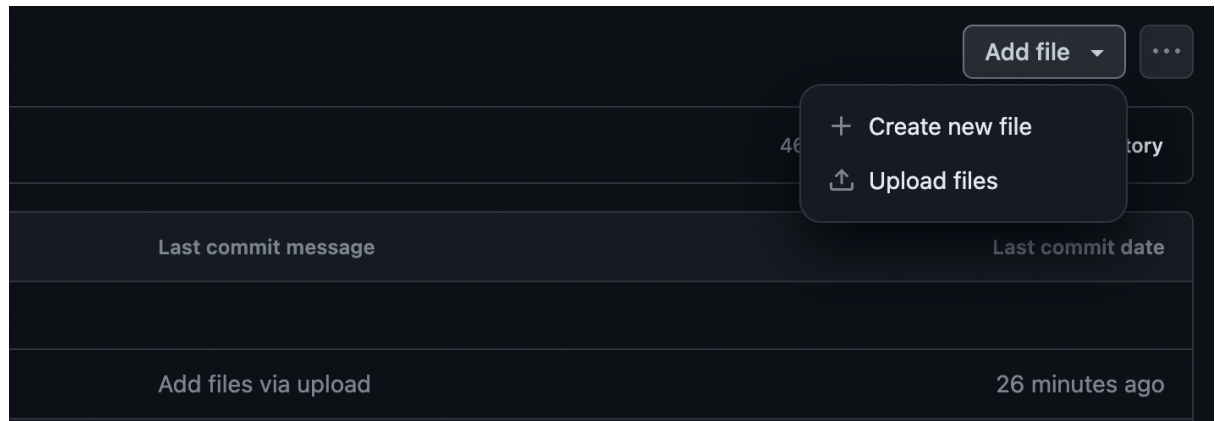 Add file
Create new file
Upload files
Last commit message Last commit date
Add files via upload 26 minutes ago